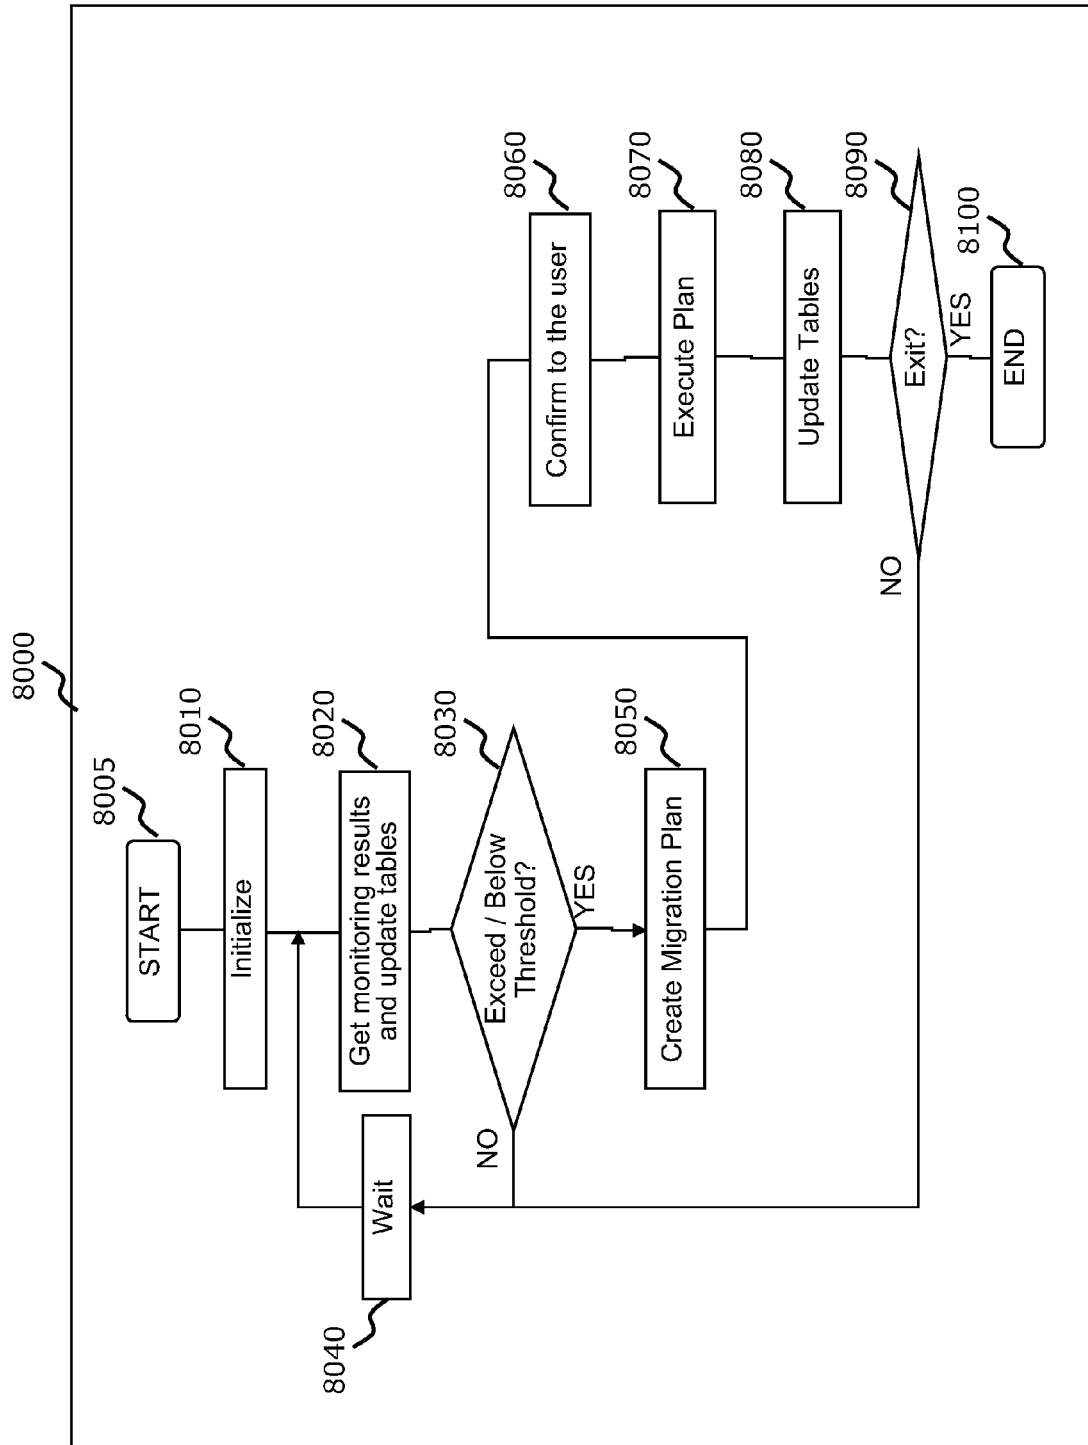 8000
8005
START
8010
Initialize
8020
Get monitoring results
and update tables
8030
Exceed / Below
Threshold?
NO
YES
8040
Wait
8050
Create Migration Plan
8060
Confirm to the user
8070
Execute Plan
8080
Update Tables
8090
Exit?
NO
YES
8100
END